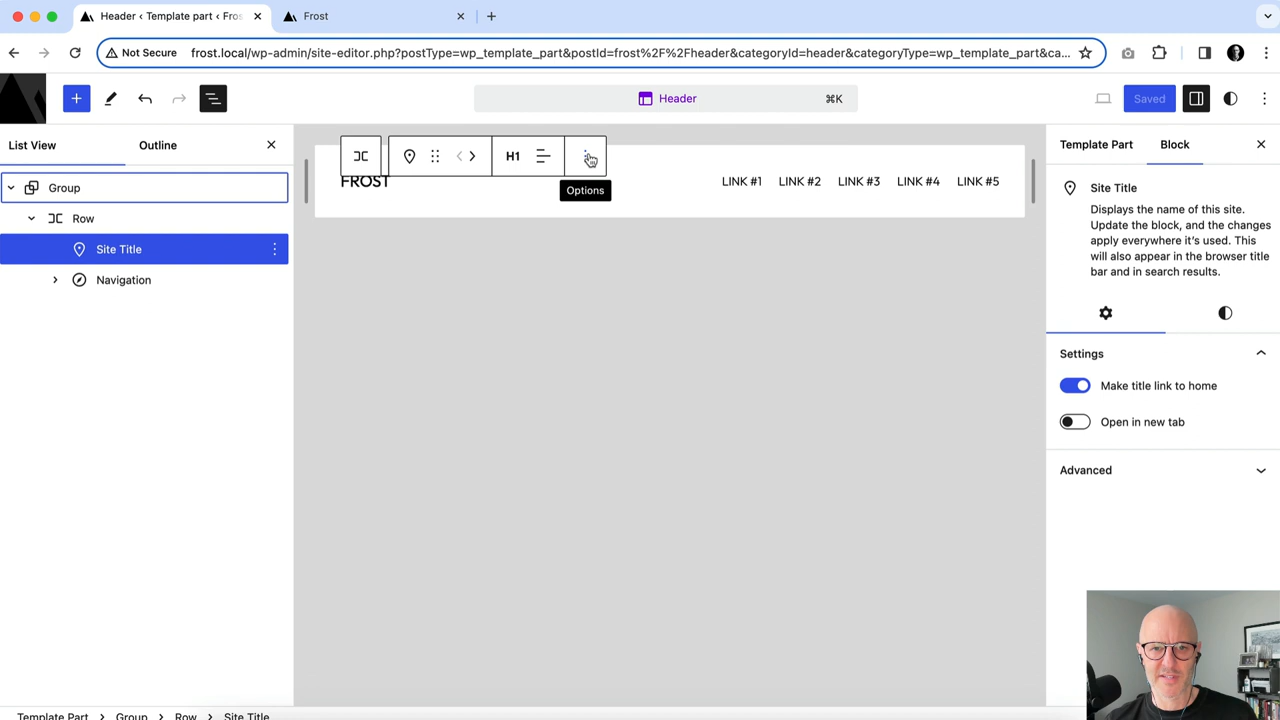 Header ‹ Template part ‹ Fros
Frost
Not Secure
frost.local/wp-admin/site-editor.php?postType=wp_template_part&postId=frost%2F%2Fheader&categoryId=header&categoryType=wp_template_part&ca...
Header
⌘K
Saved
List View
Outline
Group
Row
Site Title
Navigation
H1
Options
FROST
LINK #1
LINK #2
LINK #3
LINK #4
LINK #5
Template Part
Block
Site Title
Displays the name of this site.
Update the block, and the changes
apply everywhere it's used. This
will also appear in the browser title
bar and in search results.
Settings
Make title link to home
Open in new tab
Advanced
Template Part > Group > Row > Site Title